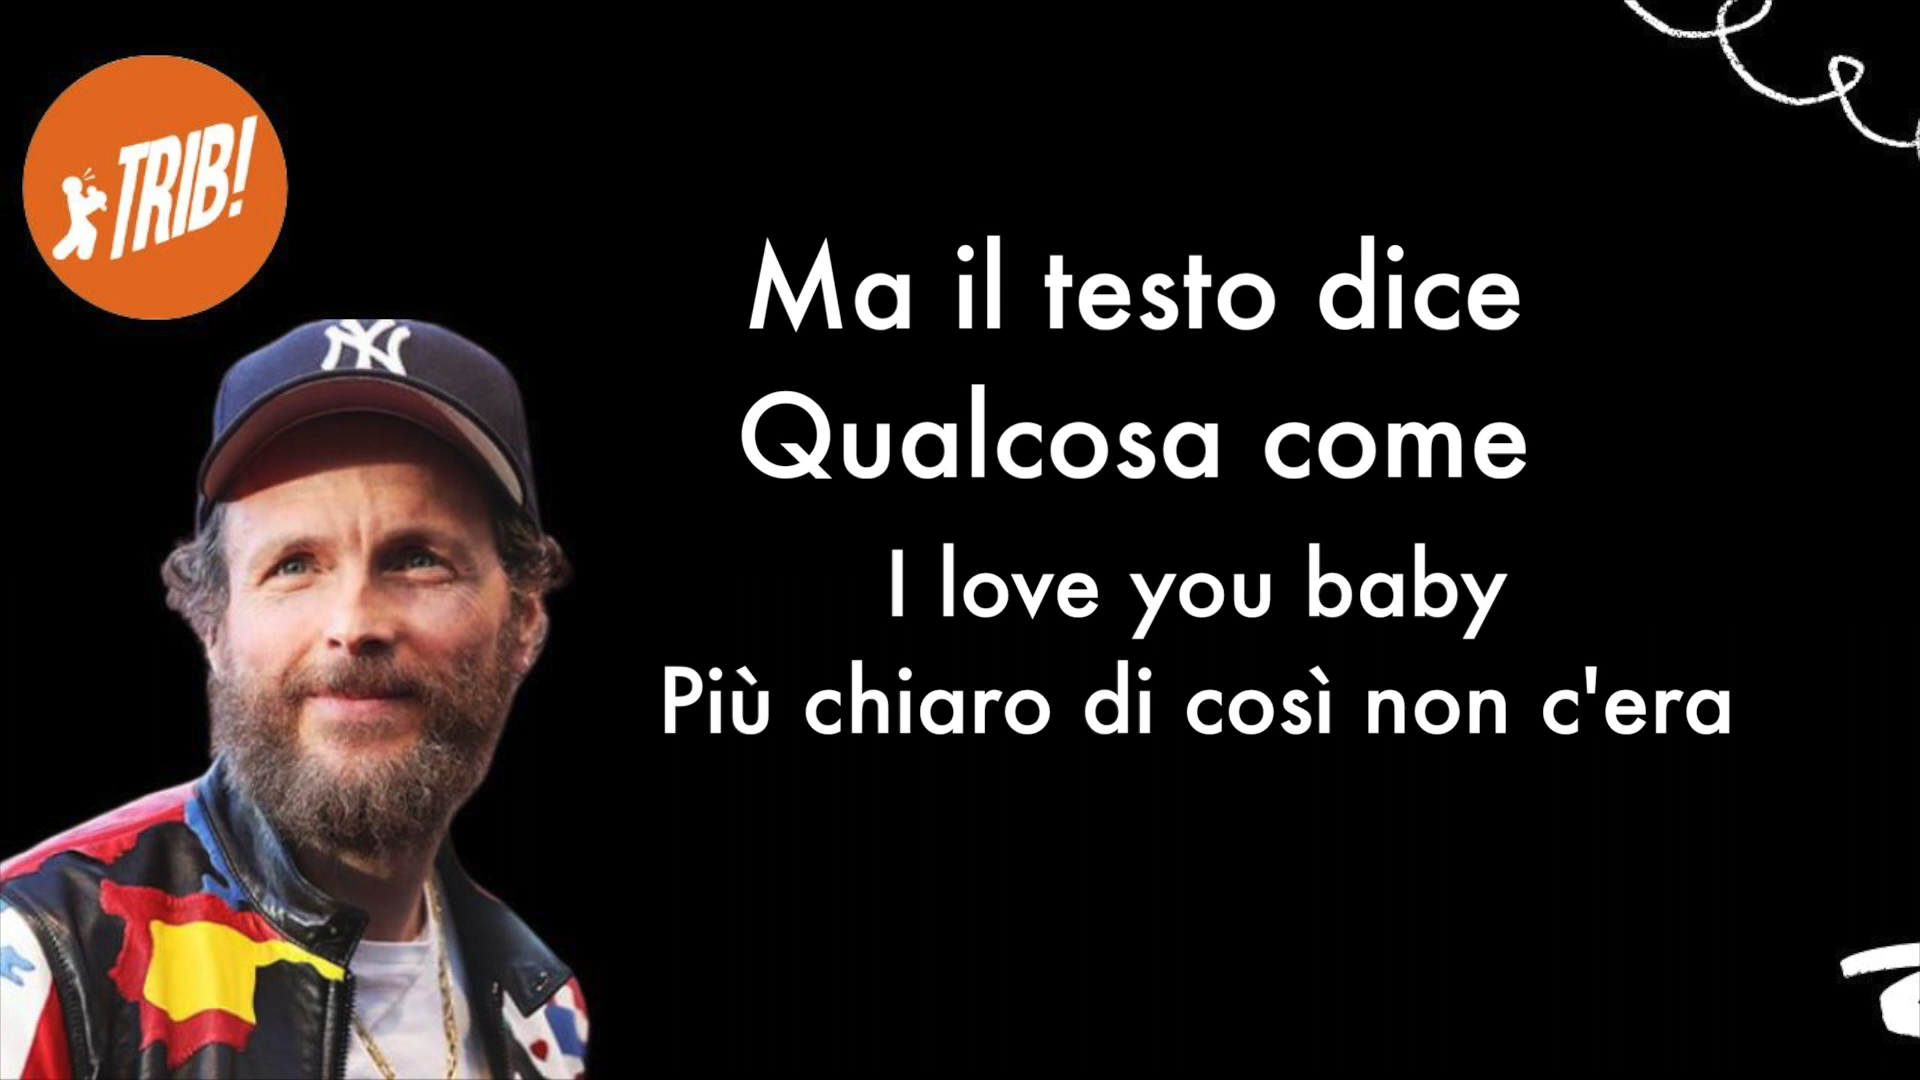 TRIB!
NY
Ma il testo dice
Qualcosa come
I love you baby
Più chiaro di così non c'era